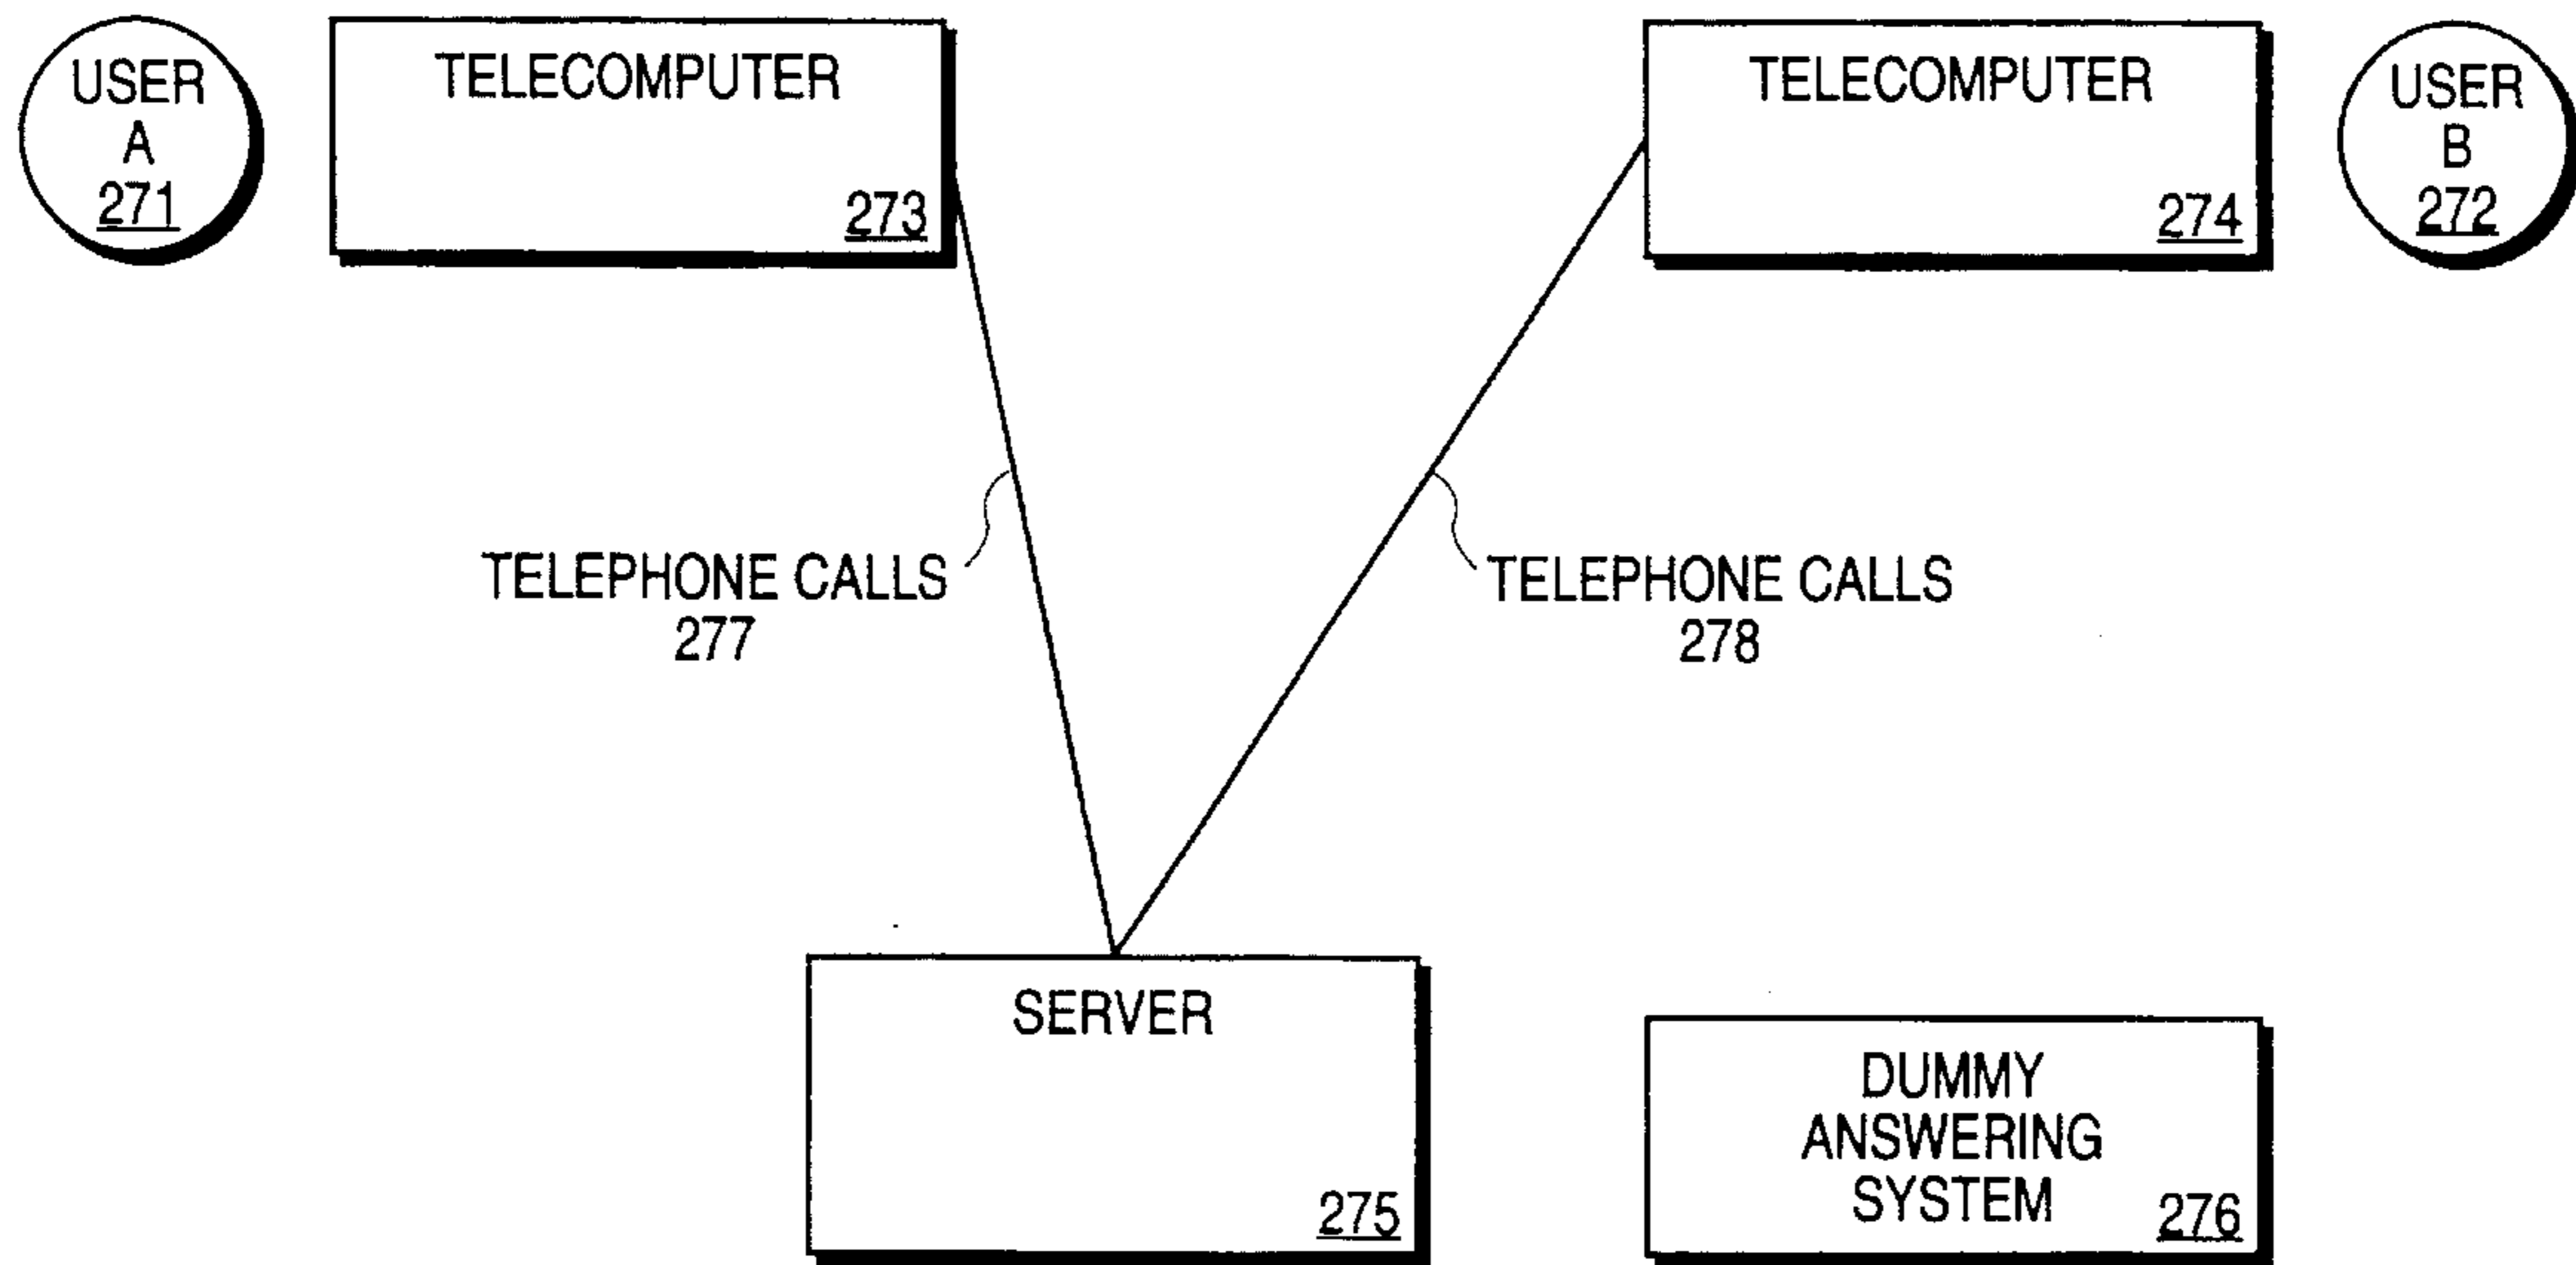 USER
A
271
TELECOMPUTER
273
TELECOMPUTER
274
USER
B
272
TELEPHONE CALLS
277
TELEPHONE CALLS
278
SERVER
275
DUMMY
ANSWERING
SYSTEM
276